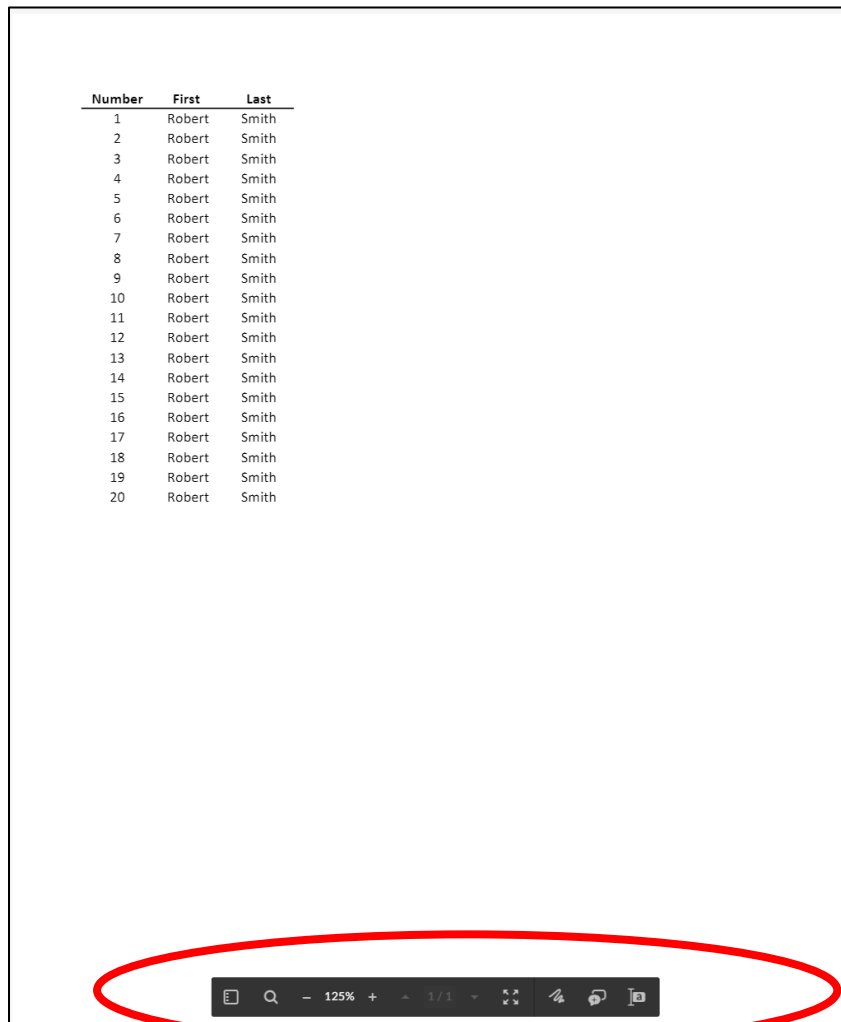 Number First Last
1 Robert Smith
2 Robert Smith
3 Robert Smith
4 Robert Smith
5 Robert Smith
6 Robert Smith
7 Robert Smith
8 Robert Smith
9 Robert Smith
10 Robert Smith
11 Robert Smith
12 Robert Smith
13 Robert Smith
14 Robert Smith
15 Robert Smith
16 Robert Smith
17 Robert Smith
18 Robert Smith
19 Robert Smith
20 Robert Smith
− 125% + 1 / 1 a